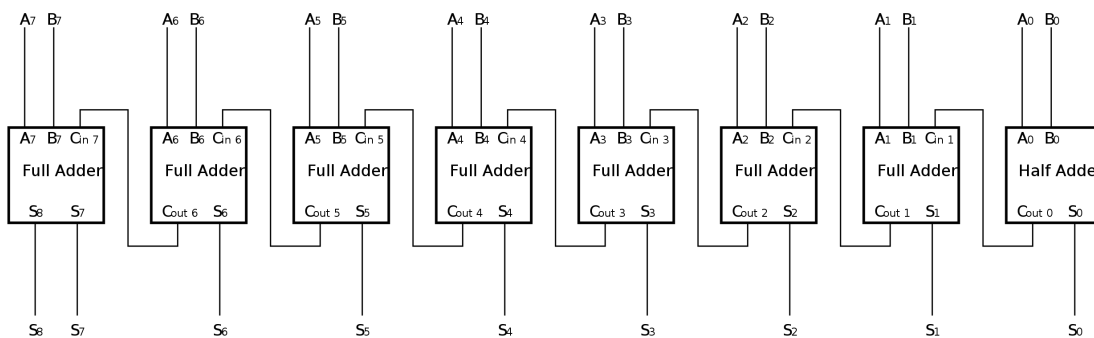 A7 B7 A6 B6 A5 B5 A4 B4 A3 B3 A2 B2 A1 B1 A0 B0
A7 B7 Cin 7 A6 B6 Cin 6 A5 B5 Cin 5 A4 B4 Cin 4 A3 B3 Cin 3 A2 B2 Cin 2 A1 B1 Cin 1 A0 B0
Full Adder Full Adder Full Adder Full Adder Full Adder Full Adder Full Adder Half Adde
S8 S7 Cout 6 S6 Cout 5 S5 Cout 4 S4 Cout 3 S3 Cout 2 S2 Cout 1 S1 Cout 0 S0
S8 S7 S6 S5 S4 S3 S2 S1 S0